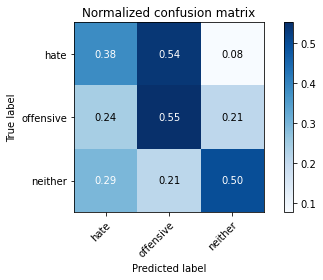 Normalized confusion matrix
True label
hate 0.38 0.54 0.08
offensive 0.24 0.55 0.21
neither 0.29 0.21 0.50
hate offensive neither
Predicted label
0.5
0.4
0.3
0.2
0.1